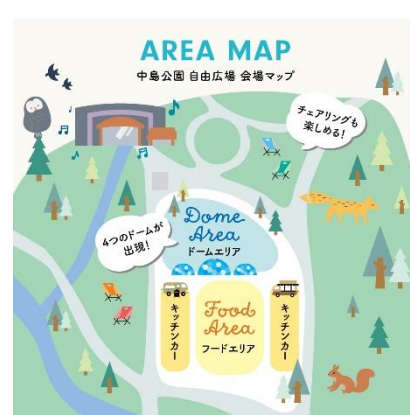 AREA MAP
中島公園 自由広場 会場マップ
チェアリングも
楽しめる!
4つのドームが
出現!
Dome
Area
ドームエリア
キッチンカー
Food
Area
フードエリア
キッチンカー